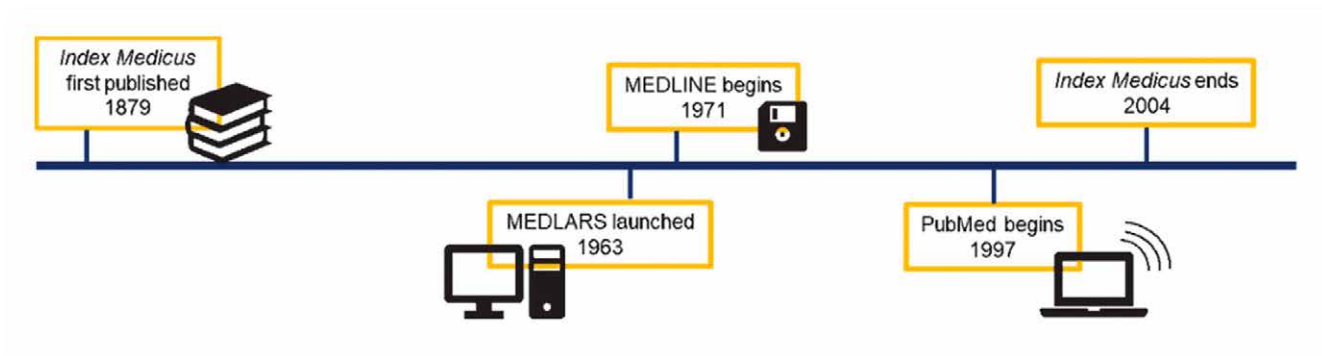 Index Medicus
first published
1879
MEDLARS launched
1963
MEDLINE begins
1971
PubMed begins
1997
Index Medicus ends
2004